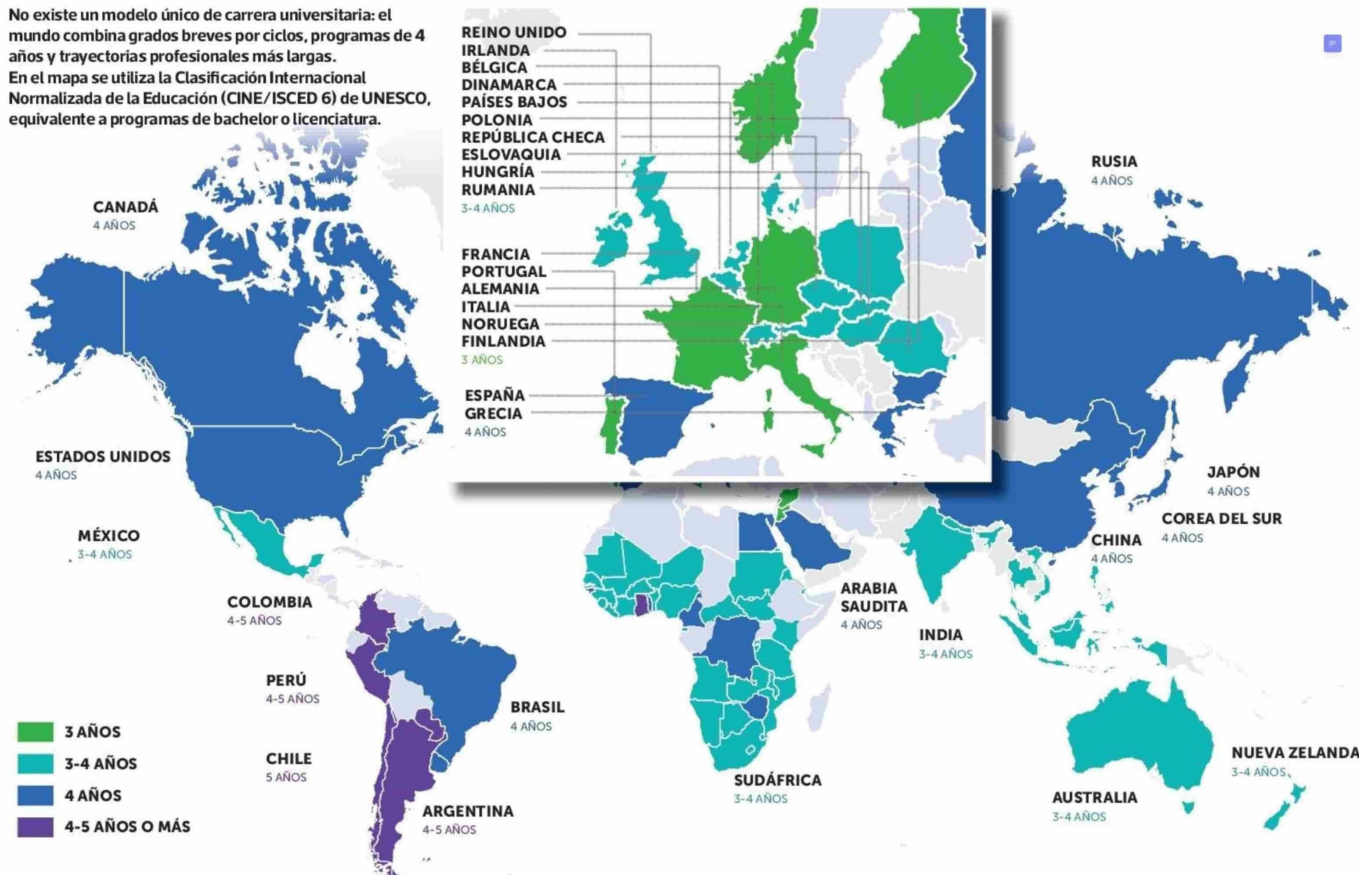 No existe un modelo único de carrera universitaria: el
mundo combina grados breves por ciclos, programas de 4
años y trayectorias profesionales más largas.
En el mapa se utiliza la Clasificación Internacional
Normalizada de la Educación (CINE/ISCED 6) de UNESCO,
equivalente a programas de bachelor o licenciatura.
REINO UNIDO
IRLANDA
BÉLGICA
DINAMARCA
PAÍSES BAJOS
POLONIA
REPÚBLICA CHECA
ESLOVAQUIA
HUNGRÍA
RUMANIA
3-4 AÑOS
FRANCIA
PORTUGAL
ALEMANIA
ITALIA
NORUEGA
FINLANDIA
3 AÑOS
ESPAÑA
GRECIA
4 AÑOS
CANADÁ
4 AÑOS
RUSIA
4 AÑOS
ESTADOS UNIDOS
4 AÑOS
MÉXICO
3-4 AÑOS
JAPÓN
4 AÑOS
COREA DEL SUR
4 AÑOS
CHINA
4 AÑOS
COLOMBIA
4-5 AÑOS
ARABIA
SAUDITA
4 AÑOS
INDIA
3-4 AÑOS
PERÚ
4-5 AÑOS
BRASIL
4 AÑOS
CHILE
5 AÑOS
ARGENTINA
4-5 AÑOS
SUDÁFRICA
3-4 AÑOS
AUSTRALIA
3-4 AÑOS
NUEVA ZELANDA
3-4 AÑOS
3 AÑOS
3-4 AÑOS
4 AÑOS
4-5 AÑOS O MÁS